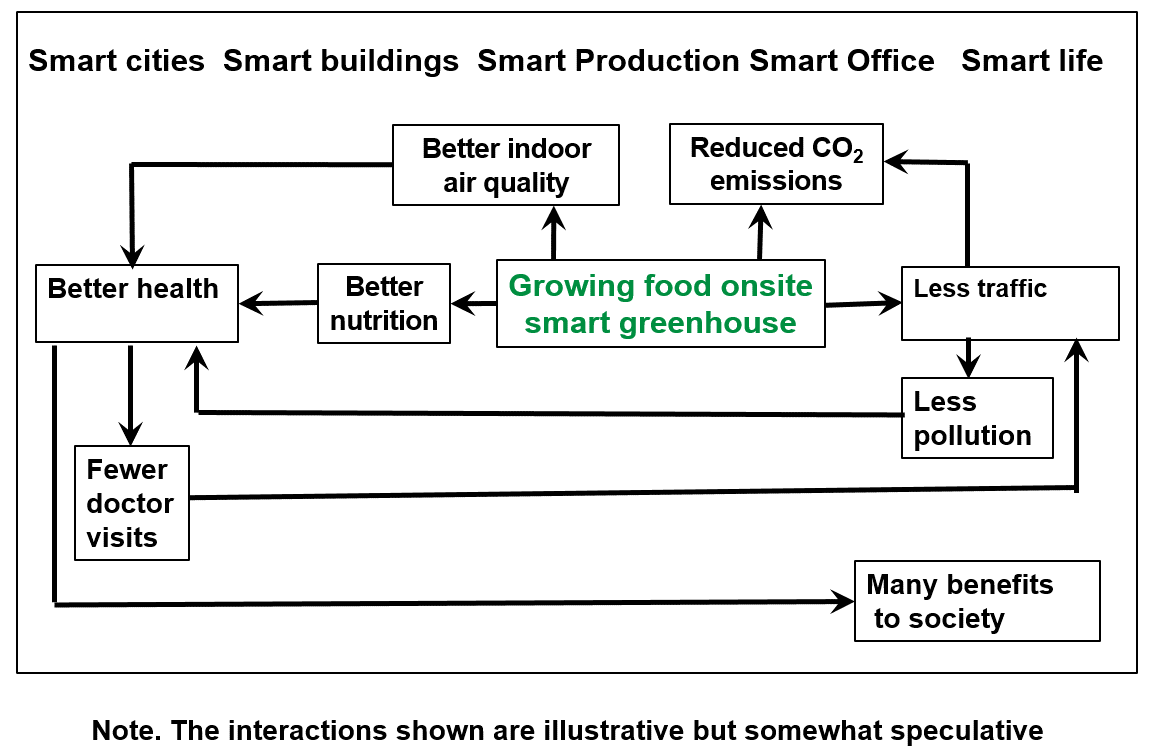 Smart cities Smart buildings Smart Production Smart Office Smart life
Better indoor
air quality
Reduced CO₂
emissions
Better health
Better
nutrition
Growing food onsite
smart greenhouse
Less traffic
Less
pollution
Fewer
doctor
visits
Many benefits
to society
Note. The interactions shown are illustrative but somewhat speculative